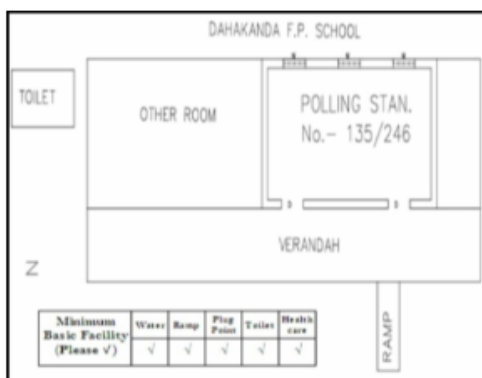 DAHAKANDA F.P. SCHOOL
TOILET
OTHER ROOM
POLLING STAN.
No.- 135/246
D D
VERANDAH
N
RAMP
Minimum Basic Facility (Please √) Water Ramp Plug Point Toilet Health care
√ √ √ √ √